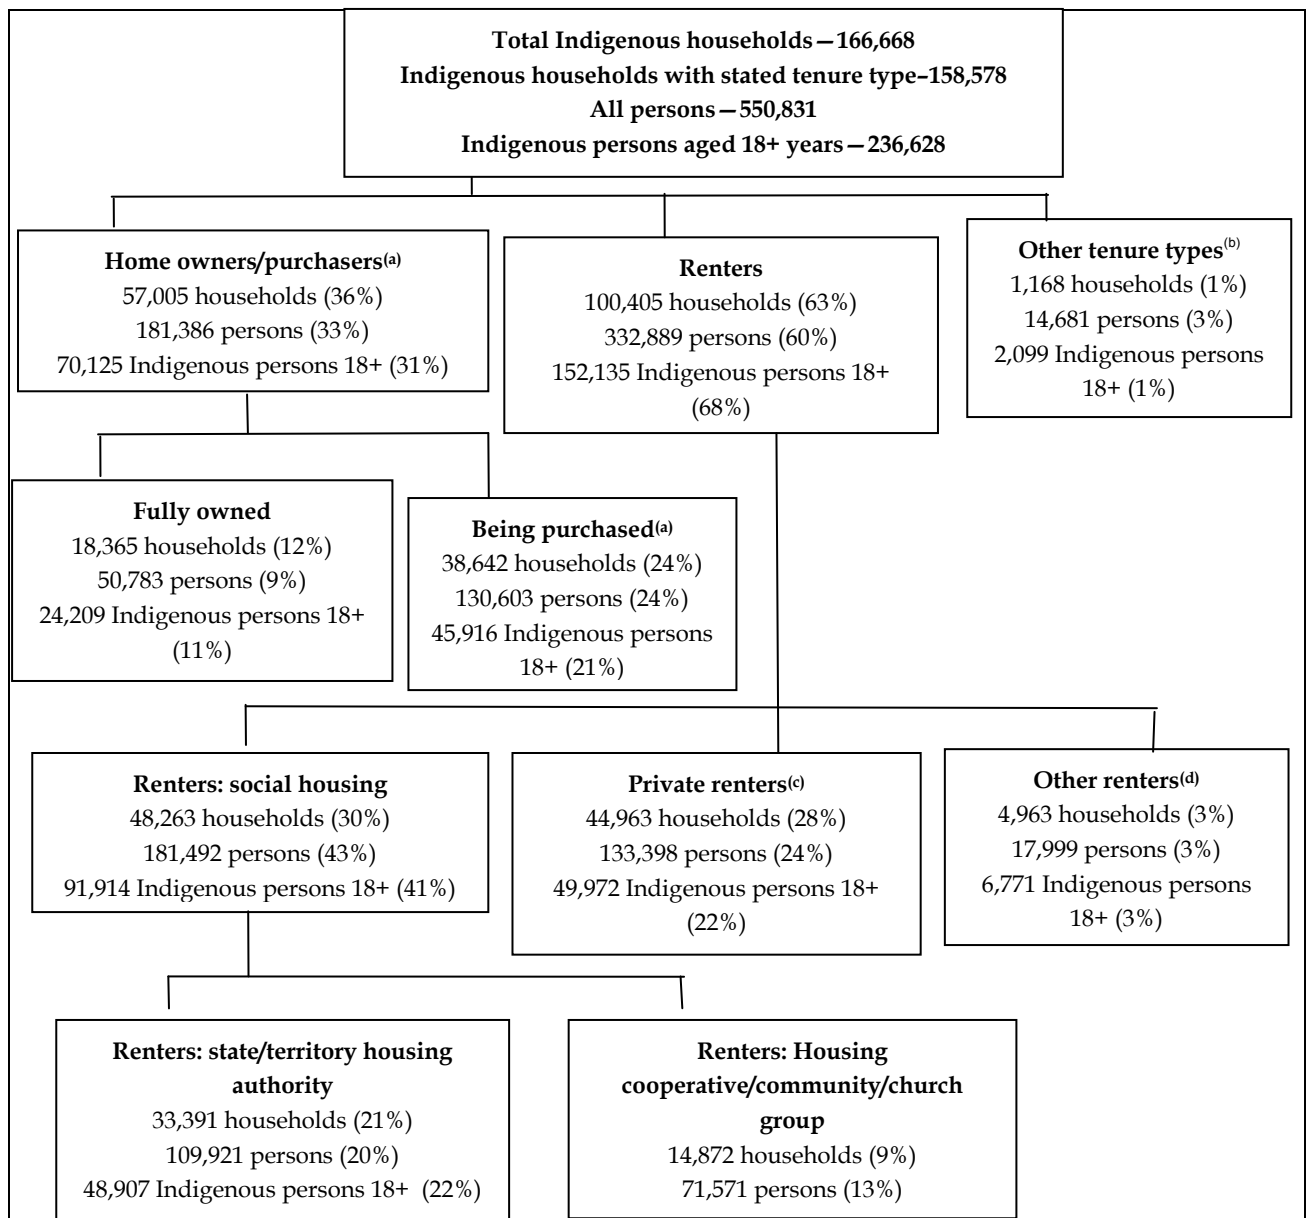 Total Indigenous households—166,668
Indigenous households with stated tenure type–158,578
All persons—550,831
Indigenous persons aged 18+ years—236,628
Home owners/purchasers(a)
57,005 households (36%)
181,386 persons (33%)
70,125 Indigenous persons 18+ (31%)
Renters
100,405 households (63%)
332,889 persons (60%)
152,135 Indigenous persons 18+
(68%)
Other tenure types(b)
1,168 households (1%)
14,681 persons (3%)
2,099 Indigenous persons
18+ (1%)
Fully owned
18,365 households (12%)
50,783 persons (9%)
24,209 Indigenous persons 18+
(11%)
Being purchased(a)
38,642 households (24%)
130,603 persons (24%)
45,916 Indigenous persons
18+ (21%)
Renters: social housing
48,263 households (30%)
181,492 persons (43%)
91,914 Indigenous persons 18+ (41%)
Private renters(c)
44,963 households (28%)
133,398 persons (24%)
49,972 Indigenous persons 18+
(22%)
Other renters(d)
4,963 households (3%)
17,999 persons (3%)
6,771 Indigenous persons
18+ (3%)
Renters: state/territory housing
authority
33,391 households (21%)
109,921 persons (20%)
48,907 Indigenous persons 18+ (22%)
Renters: Housing
cooperative/community/church
group
14,872 households (9%)
71,571 persons (13%)